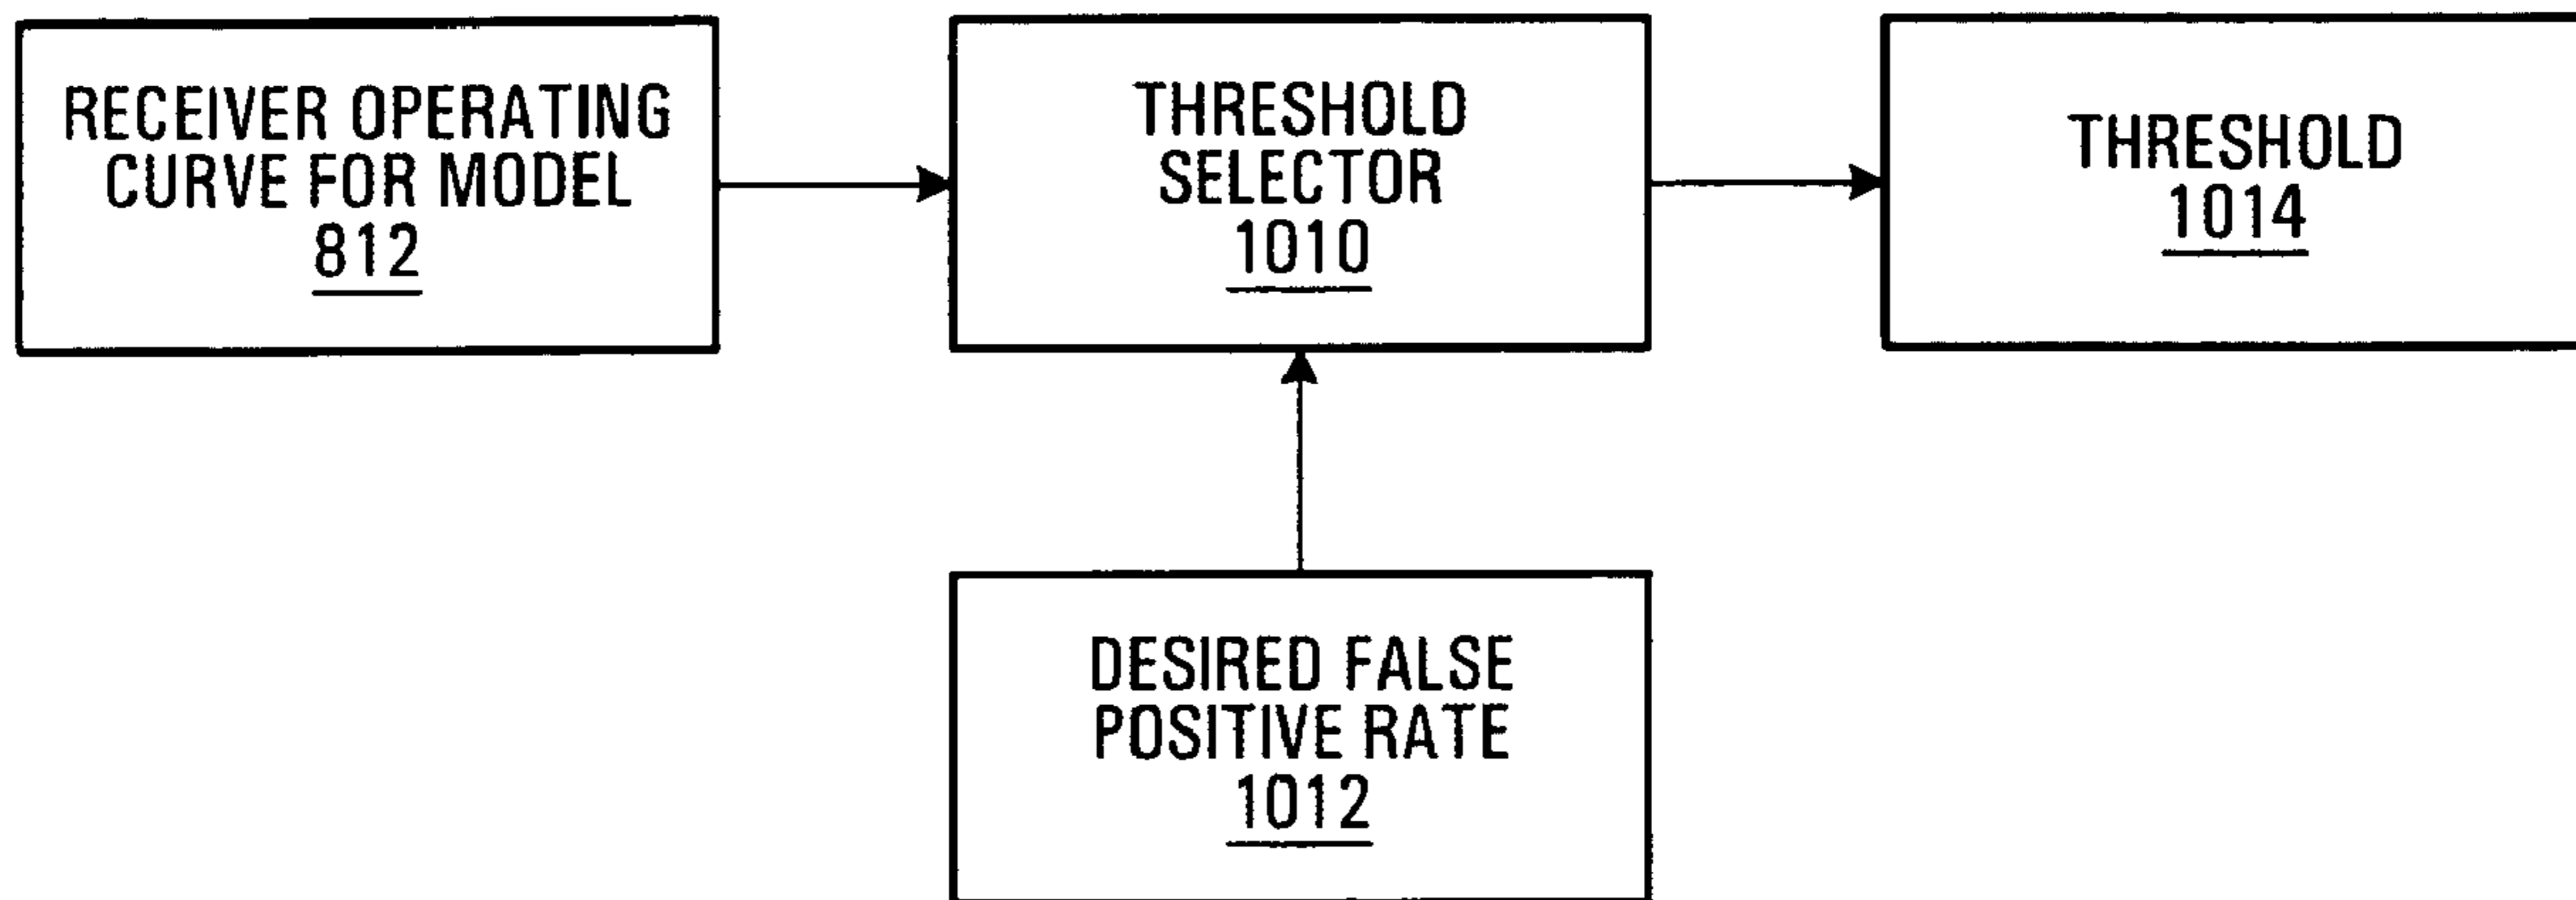 RECEIVER OPERATING
CURVE FOR MODEL
812
THRESHOLD
SELECTOR
1010
THRESHOLD
1014
DESIRED FALSE
POSITIVE RATE
1012